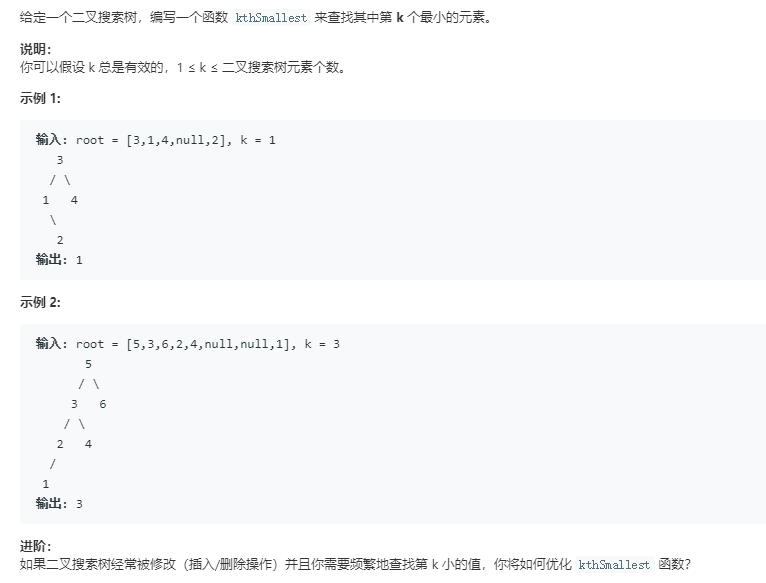 给定一个二叉搜索树，编写一个函数 kthSmallest 来查找其中第 k 个最小的元素。
说明：
你可以假设 k 总是有效的，1 ≤ k ≤ 二叉搜索树元素个数。
示例 1:
输入: root = [3,1,4,null,2], k = 1
   3
  / \
 1   4
  \
   2
输出: 1
示例 2:
输入: root = [5,3,6,2,4,null,null,1], k = 3
       5
      / \
     3   6
    / \
   2   4
  /
 1
输出: 3
进阶：
如果二叉搜索树经常被修改（插入/删除操作）并且你需要频繁地查找第 k 小的值，你将如何优化 kthSmallest 函数？